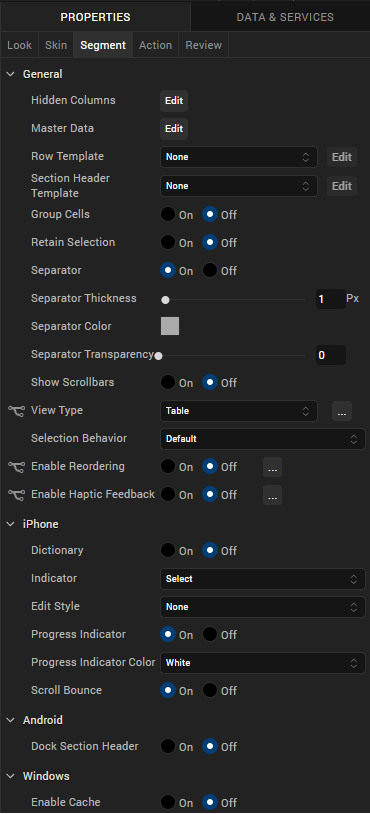 PROPERTIES DATA & SERVICES
Look Skin Segment Action Review
General
Hidden Columns Edit
Master Data Edit
Row Template None Edit
Section Header
Template None Edit
Group Cells On Off
Retain Selection On Off
Separator On Off
Separator Thickness 1 Px
Separator Color
Separator Transparency 0
Show Scrollbars On Off
View Type Table ...
Selection Behavior Default
Enable Reordering On Off ...
Enable Haptic Feedback On Off ...
iPhone
Dictionary On Off
Indicator Select
Edit Style None
Progress Indicator On Off
Progress Indicator Color White
Scroll Bounce On Off
Android
Dock Section Header On Off
Windows
Enable Cache On Off